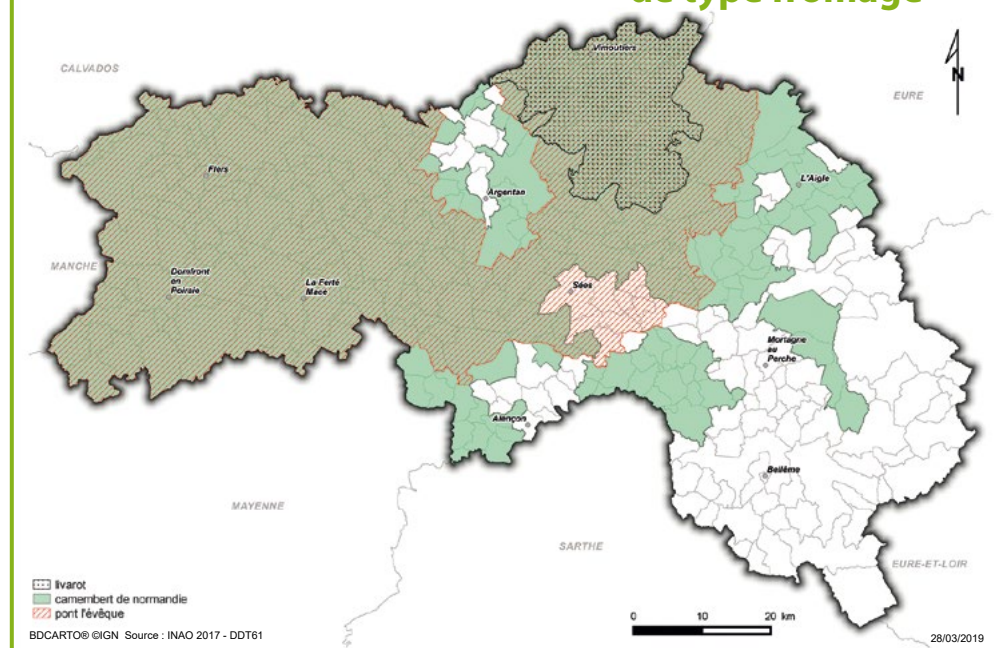 de type fromage
Vimoutiers
CALVADOS
N
EURE
Flers
L'Aigle
Argentan
MANCHE
Domfront
en
Poiraie
La Ferté
Macé
Sées
Mortagne
au
Perche
Alençon
Bellême
MAYENNE
SARTHE
EURE-ET-LOIR
livarot
camembert de normandie
pont l'évêque
0 10 20 km
BDCARTO® ©IGN Source : INAO 2017 - DDT61
28/03/2019